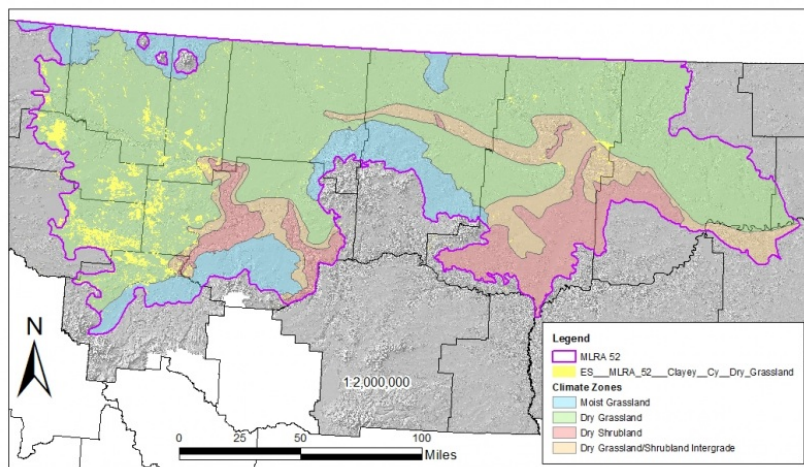 N
1:2,000,000
0 25 50 100
Miles
Legend
MLRA 52
ES___MLRA_52___Clayey__Cy__Dry_Grassland
Climate Zones
Moist Grassland
Dry Grassland
Dry Shrubland
Dry Grassland/Shrubland Intergrade